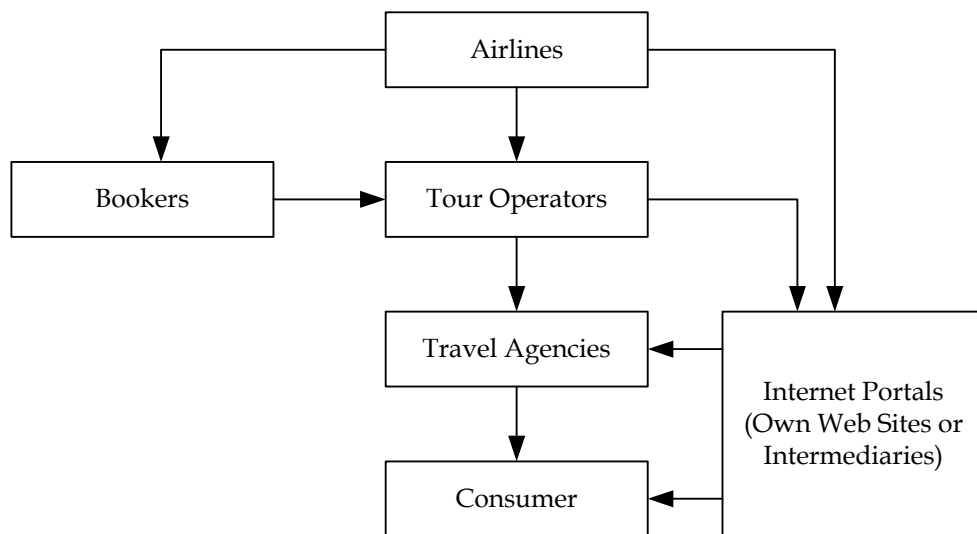 Airlines
Bookers
Tour Operators
Travel Agencies
Internet Portals
(Own Web Sites or
Intermediaries)
Consumer